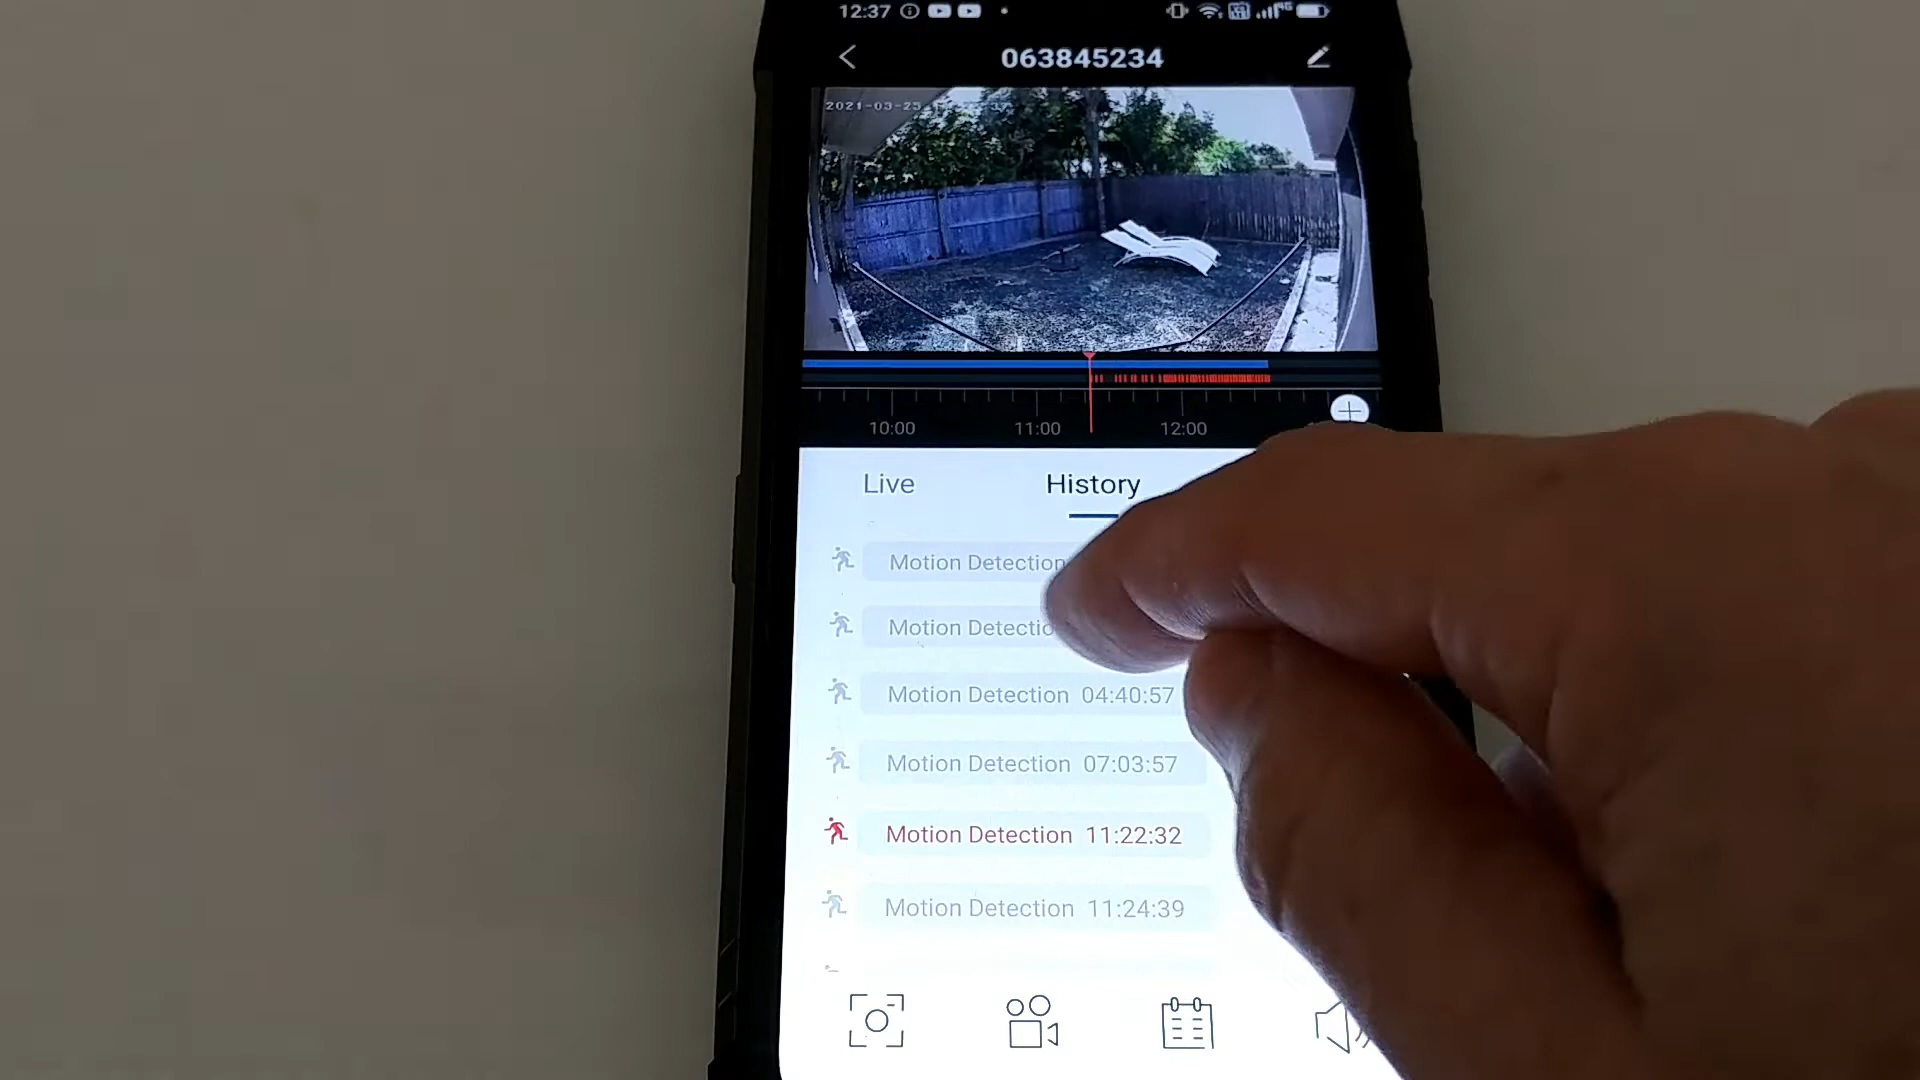 12:37
063845234
2021-03-25
10:00 11:00 12:00
Live History
Motion Detection
Motion
Motion Detection 04:40:57
Motion Detection 07:03:57
Motion Detection 11:22:32
Motion Detection 11:24:39